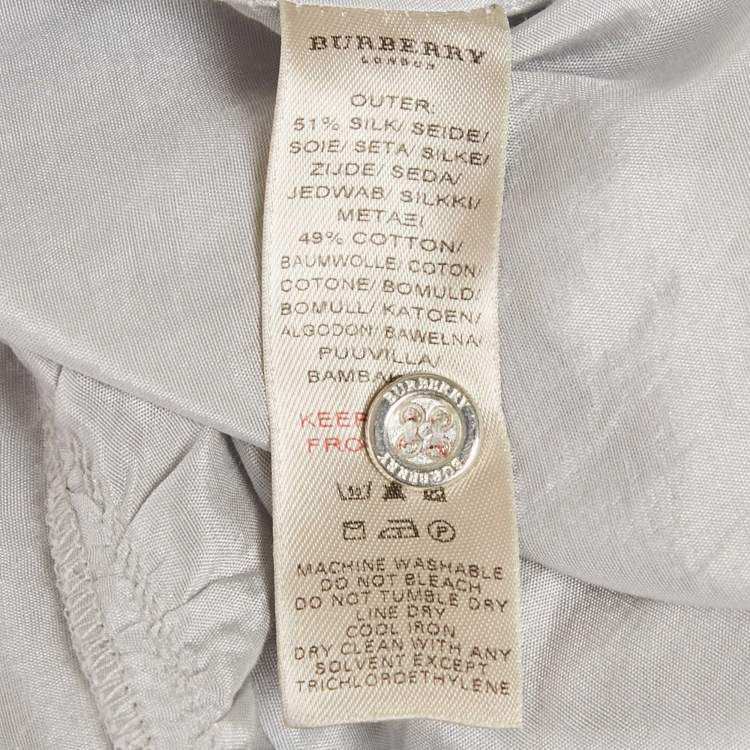 BURBERRY
LONDON
OUTER:
51% SILK/ SEIDE/
SOIE/ SETA/ SILKE/
ZIJDE/ SEDA/
JEDWAB/ SILKKI/
ΜΕΤΑΞΙ
49% COTTON/
BAUMWOLLE/ COTON/
COTONE/ BOMULD/
BOMULL/ KATOEN/
ALGODON/ BAWELNA/
PUUVILLA/
BURBERRY
KEEP
BURBERRY
P
MACHINE WASHABLE
DO NOT BLEACH
DO NOT TUMBLE DRY
LINE DRY
COOL IRON
DRY CLEAN WITH ANY
SOLVENT EXCEPT
TRICHLOROETHYLENE